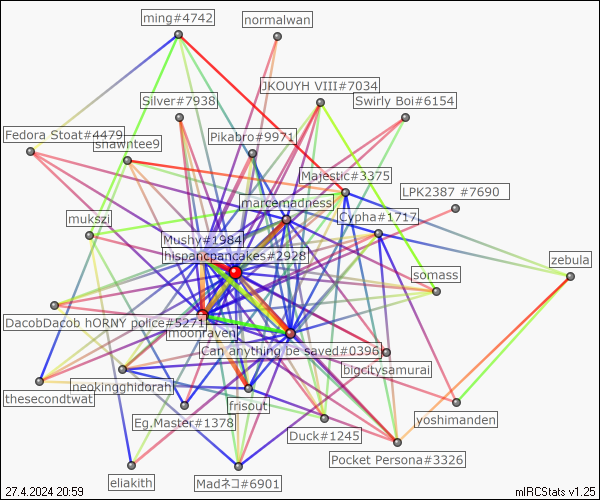 ming#4742
normalwan
JKOUYH VIII#7034
Silver#7938
Swirly Boi#6154
Fedora Stoat#4479
shawntee9
Pikabro#9971
Majestic#3375
LPK2387 #7690
marcemadness
mukszi
Cypha#1717
Mushy#1984
hispancpancakes#2928
zebula
somass
DacobDacob hORNY police#5271
moonraven
Can anything be saved#0396
bigcitysamurai
neokingghidorah
thesecondtwat
frisout
Eg.Master#1378
yoshimanden
Duck#1245
Pocket Persona#3326
eliakith
Madネコ#6901
27.4.2024 20:59
mIRCStats v1.25